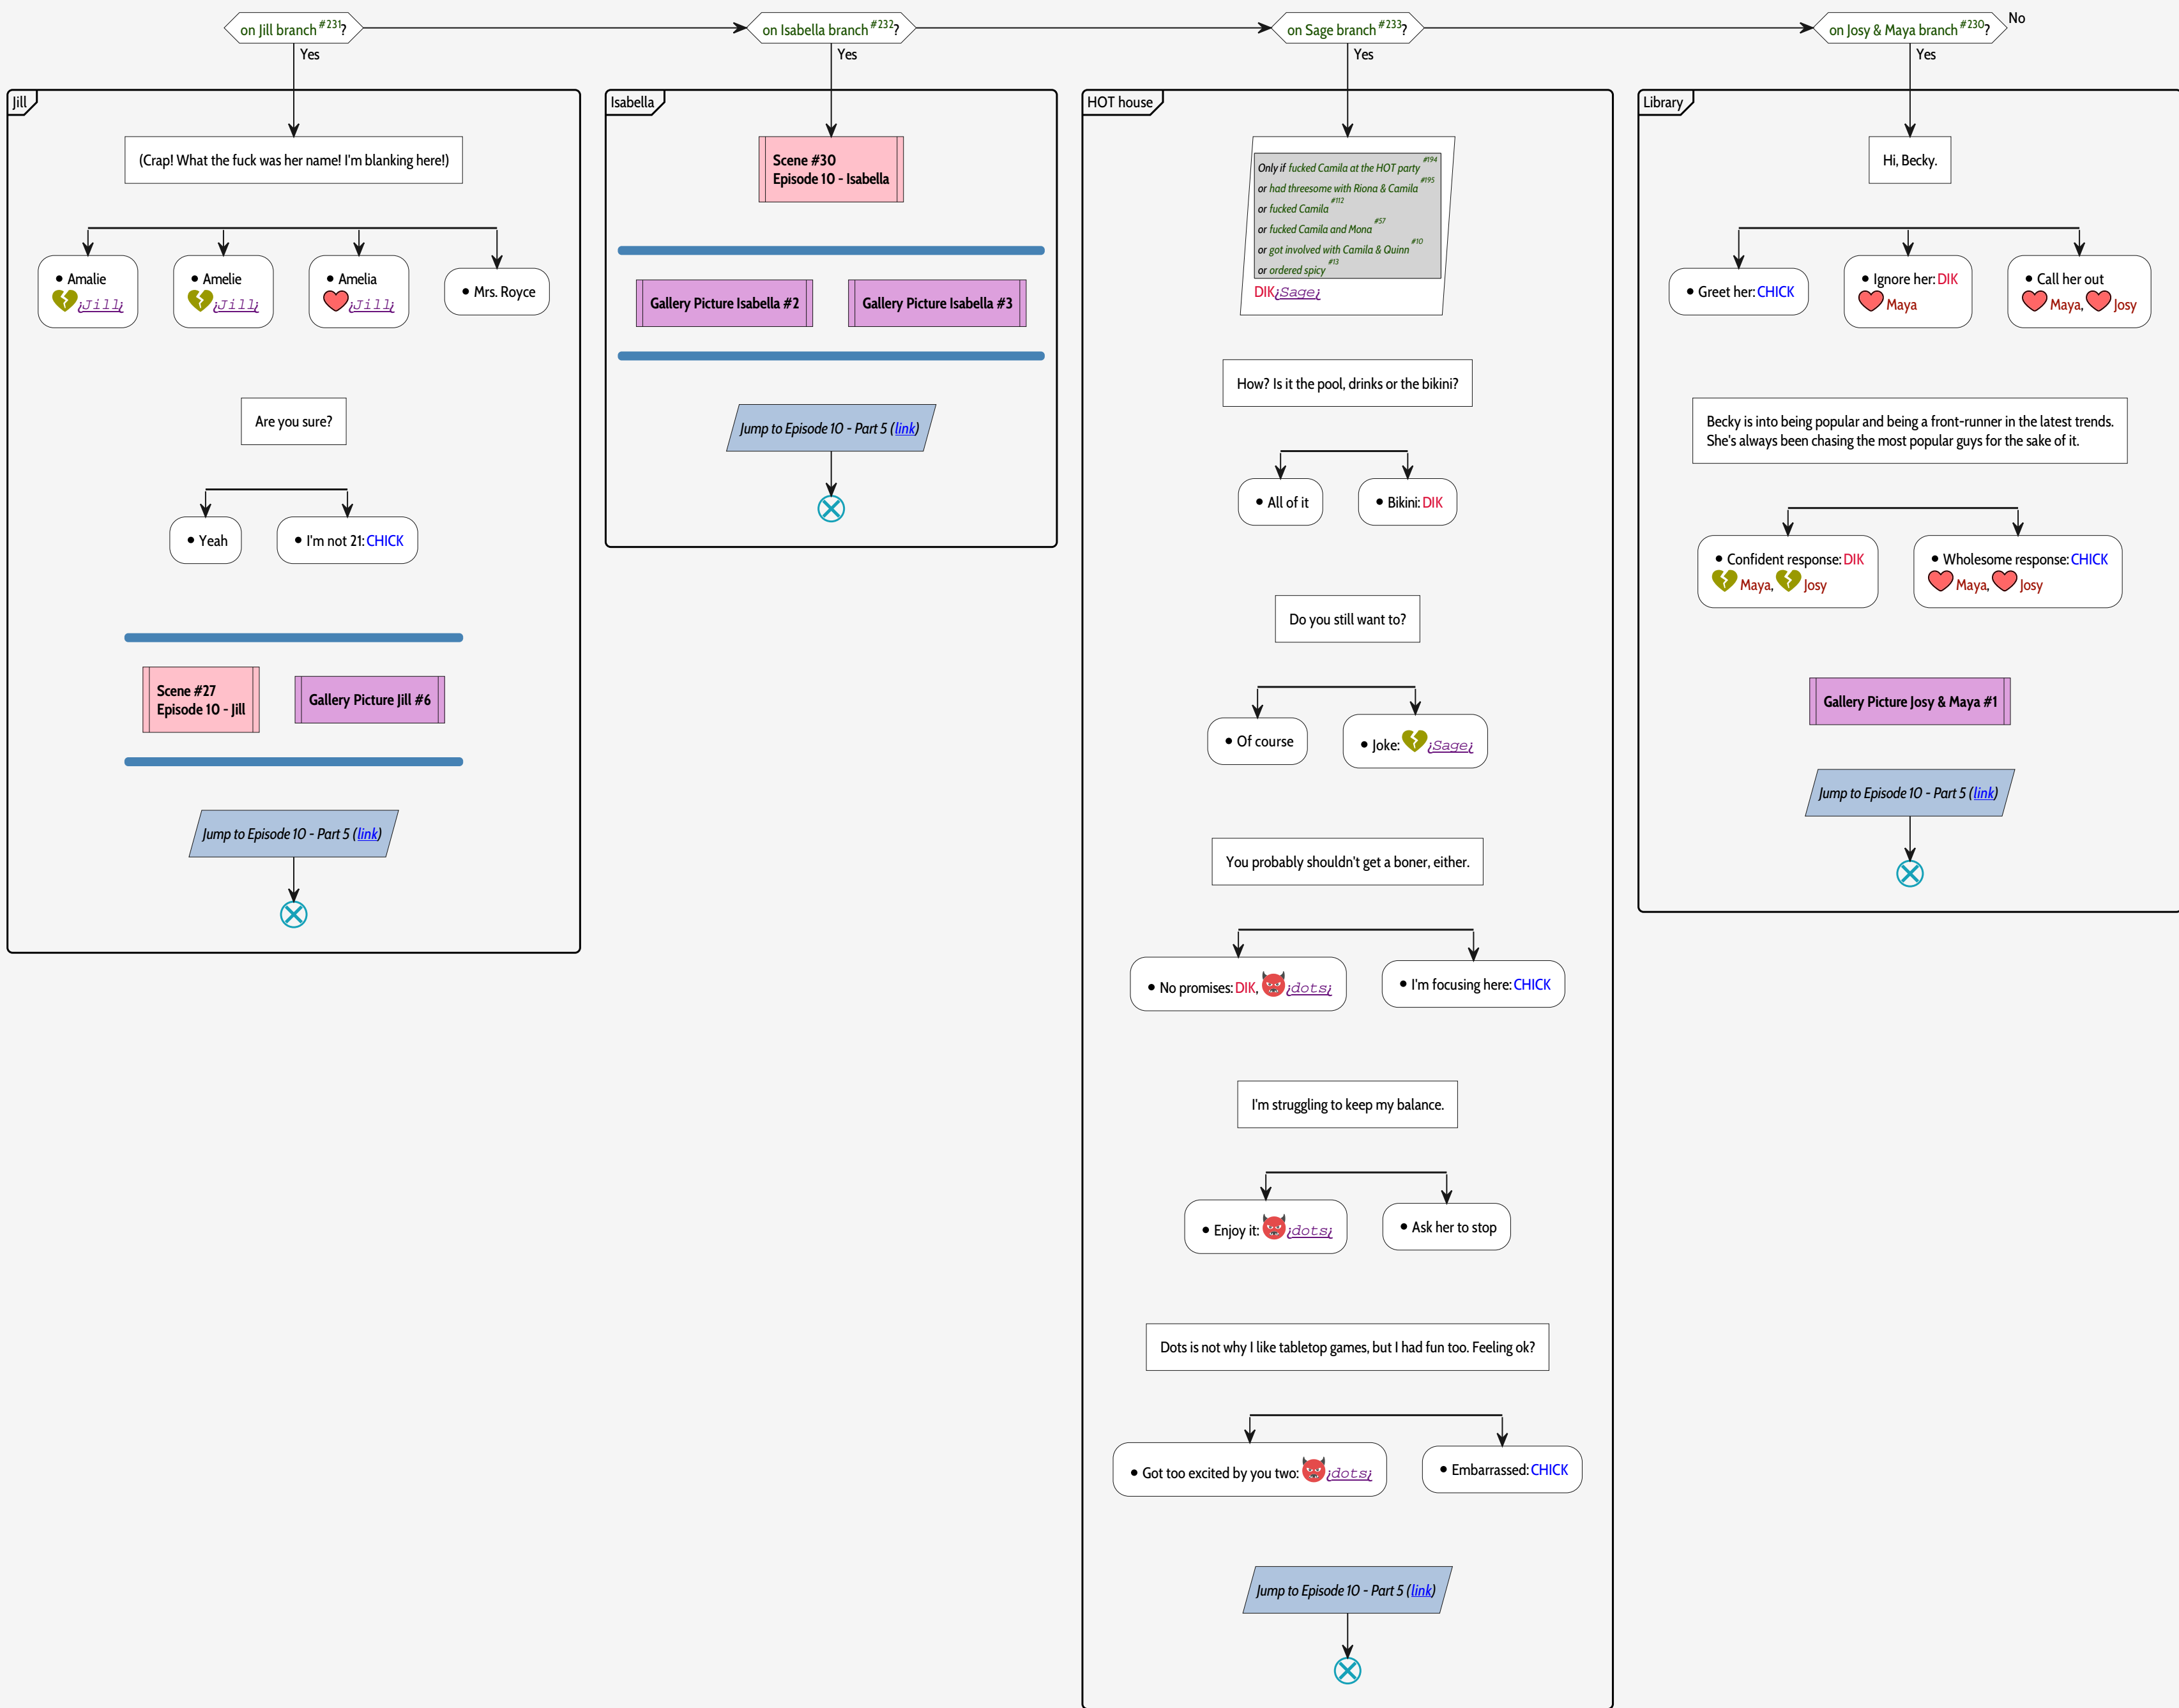 on Jill branch #231?
Yes
on Isabella branch #232?
Yes
on Sage branch #233?
Yes
on Josy & Maya branch #230?
No
Yes
Jill
(Crap! What the fuck was her name! I'm blanking here!)
• Amalie
¿Jill¿
• Amelie
¿Jill¿
• Amelia
¿Jill¿
• Mrs. Royce
Are you sure?
• Yeah
• I'm not 21: CHICK
Scene #27
Episode 10 - Jill
Gallery Picture Jill #6
Jump to Episode 10 - Part 5 (link)
Isabella
Scene #30
Episode 10 - Isabella
Gallery Picture Isabella #2
Gallery Picture Isabella #3
Jump to Episode 10 - Part 5 (link)
HOT house
Only if fucked Camila at the HOT party #194
or had threesome with Riona & Camila #195
or fucked Camila #112
or fucked Camila and Mona #57
or got involved with Camila & Quinn #10
or ordered spicy #13
DIK¿Sage¿
How? Is it the pool, drinks or the bikini?
• All of it
• Bikini: DIK
Do you still want to?
• Of course
• Joke: ¿Sage¿
You probably shouldn't get a boner, either.
• No promises: DIK, ¿dots¿
• I'm focusing here: CHICK
I'm struggling to keep my balance.
• Enjoy it: ¿dots¿
• Ask her to stop
Dots is not why I like tabletop games, but I had fun too. Feeling ok?
• Got too excited by you two: ¿dots¿
• Embarrassed: CHICK
Jump to Episode 10 - Part 5 (link)
Library
Hi, Becky.
• Greet her: CHICK
• Ignore her: DIK
Maya
• Call her out
Maya, Josy
Becky is into being popular and being a front-runner in the latest trends.
She's always been chasing the most popular guys for the sake of it.
• Confident response: DIK
Maya, Josy
• Wholesome response: CHICK
Maya, Josy
Gallery Picture Josy & Maya #1
Jump to Episode 10 - Part 5 (link)